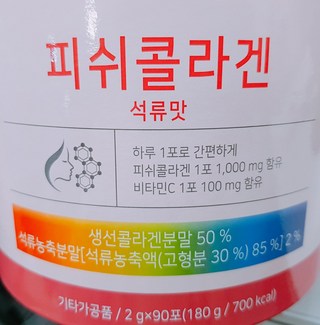 피쉬콜라겐
석류맛
하루 1포로 간편하게
피쉬콜라겐 1포 1,000 mg 함유
비타민C 1포 100 mg 함유
생선콜라겐분말 50 %
석류농축분말[석류농축액(고형분 30 %) 85 %] 2 %
기타가공품 / 2 g×90포(180 g / 700 kcal)